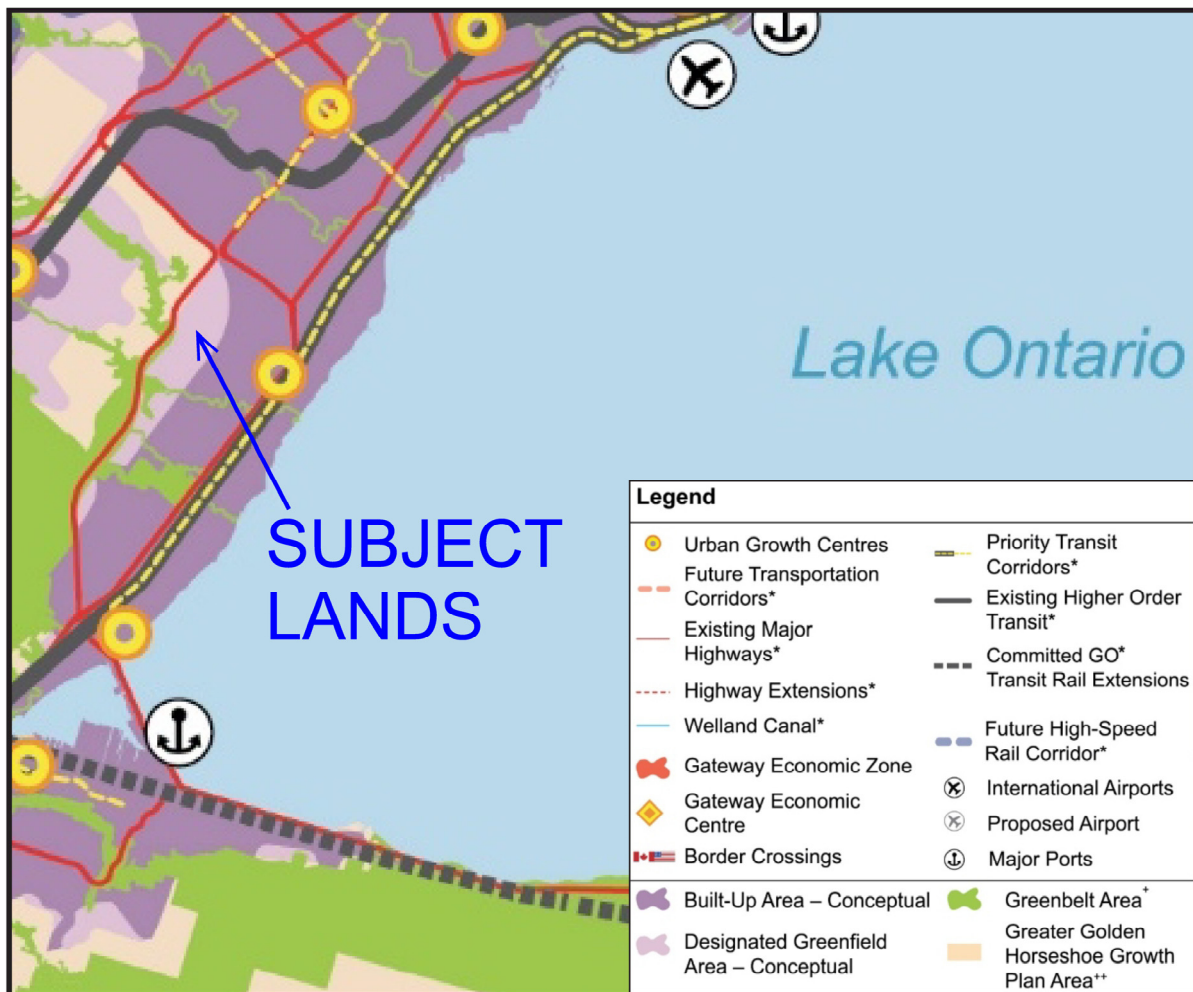 Lake Ontario
SUBJECT
LANDS
Legend
Urban Growth Centres
Future Transportation
Corridors*
Existing Major
Highways*
Highway Extensions*
Welland Canal*
Gateway Economic Zone
Gateway Economic
Centre
Border Crossings
Priority Transit
Corridors*
Existing Higher Order
Transit*
Committed GO*
Transit Rail Extensions
Future High-Speed
Rail Corridor*
International Airports
Proposed Airport
Major Ports
Built-Up Area – Conceptual
Designated Greenfield
Area – Conceptual
Greenbelt Area+
Greater Golden
Horseshoe Growth
Plan Area++